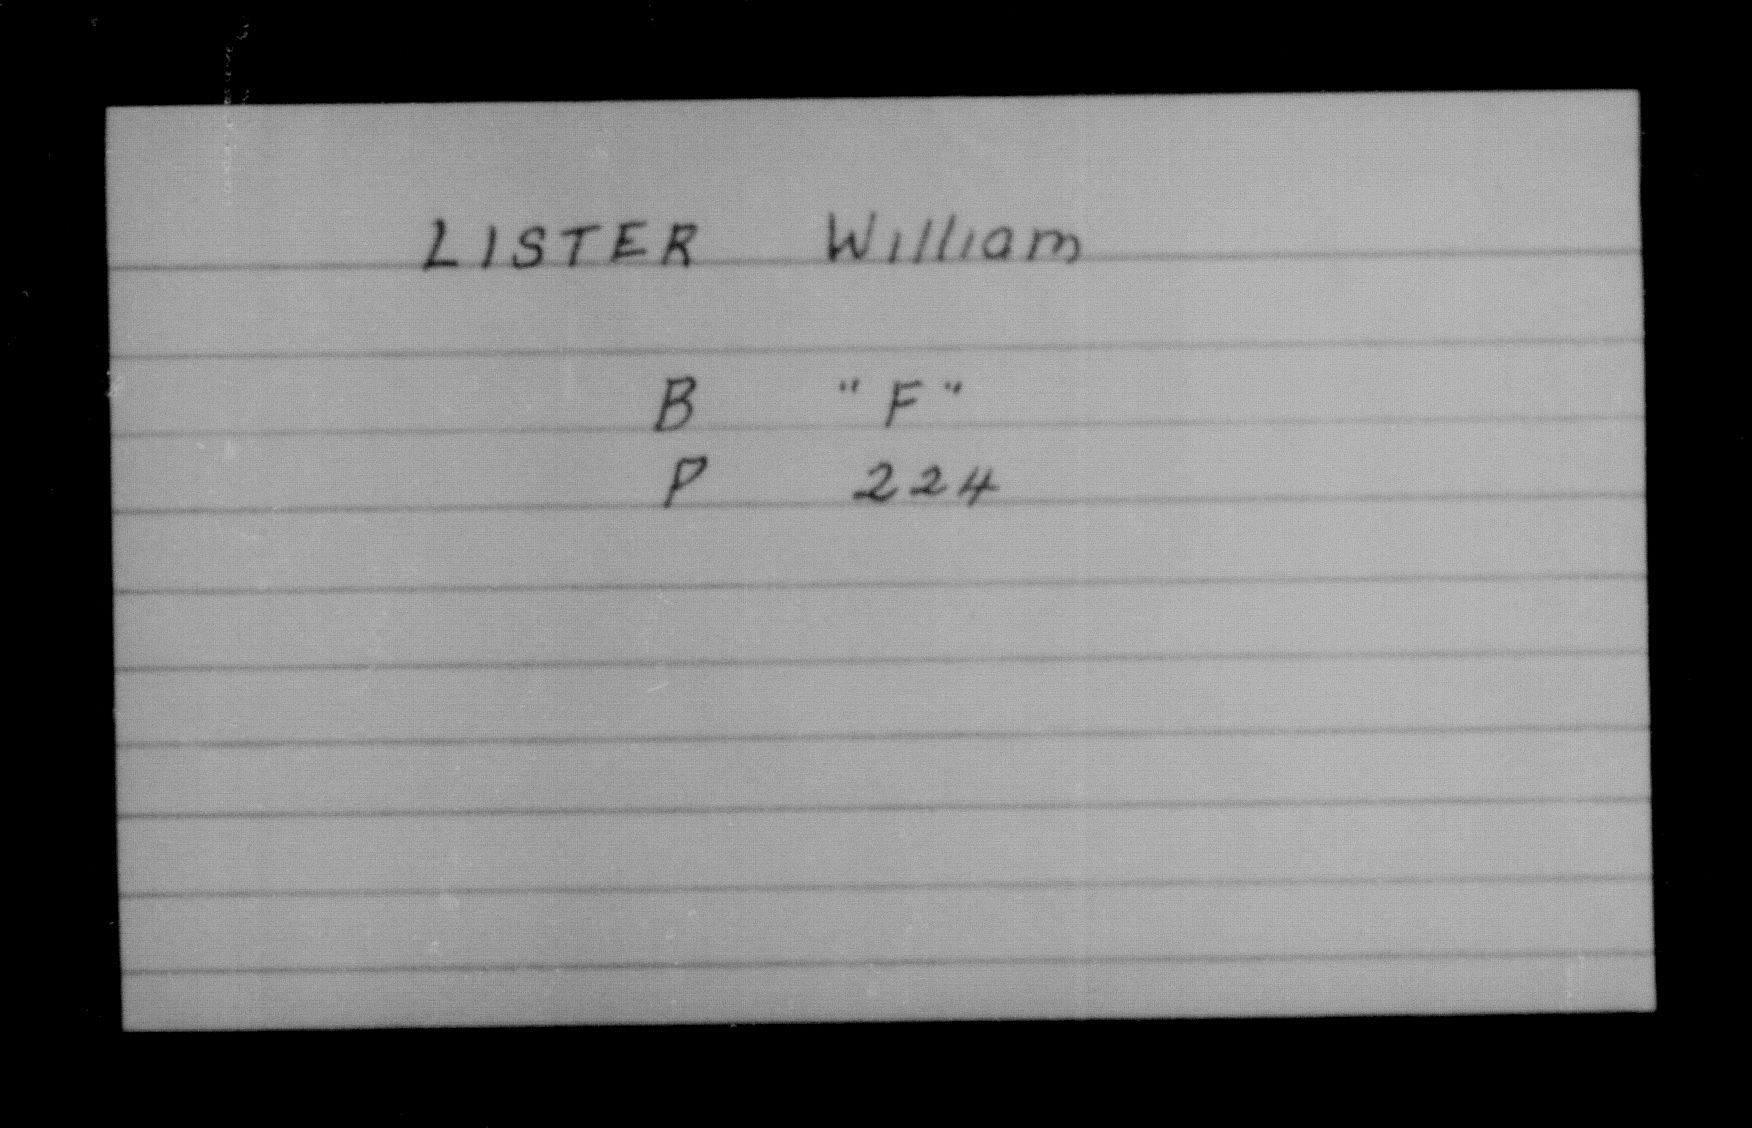 LISTER William
B "F"
P 224